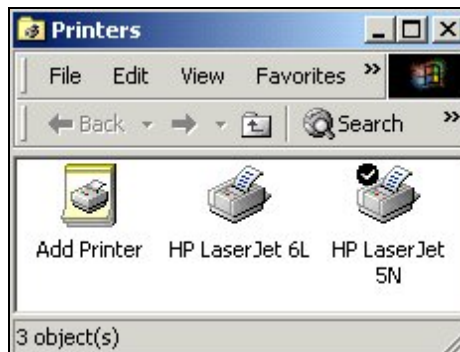 Printers
File Edit View Favorites »
Back Search »
Add Printer HP LaserJet 6L HP LaserJet
5N
3 object(s)